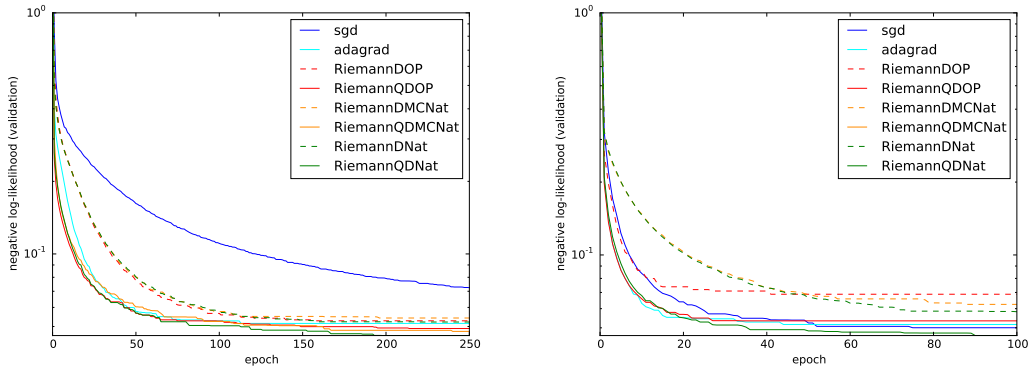 10^0
10^-1
negative log-likelihood (validation)
0
50
100
150
200
250
epoch
sgd
adagrad
RiemannDOP
RiemannQDOP
RiemannDMCNat
RiemannQDMCNat
RiemannDNat
RiemannQDNat
10^0
10^-1
negative log-likelihood (validation)
0
20
40
60
80
100
epoch
sgd
adagrad
RiemannDOP
RiemannQDOP
RiemannDMCNat
RiemannQDMCNat
RiemannDNat
RiemannQDNat